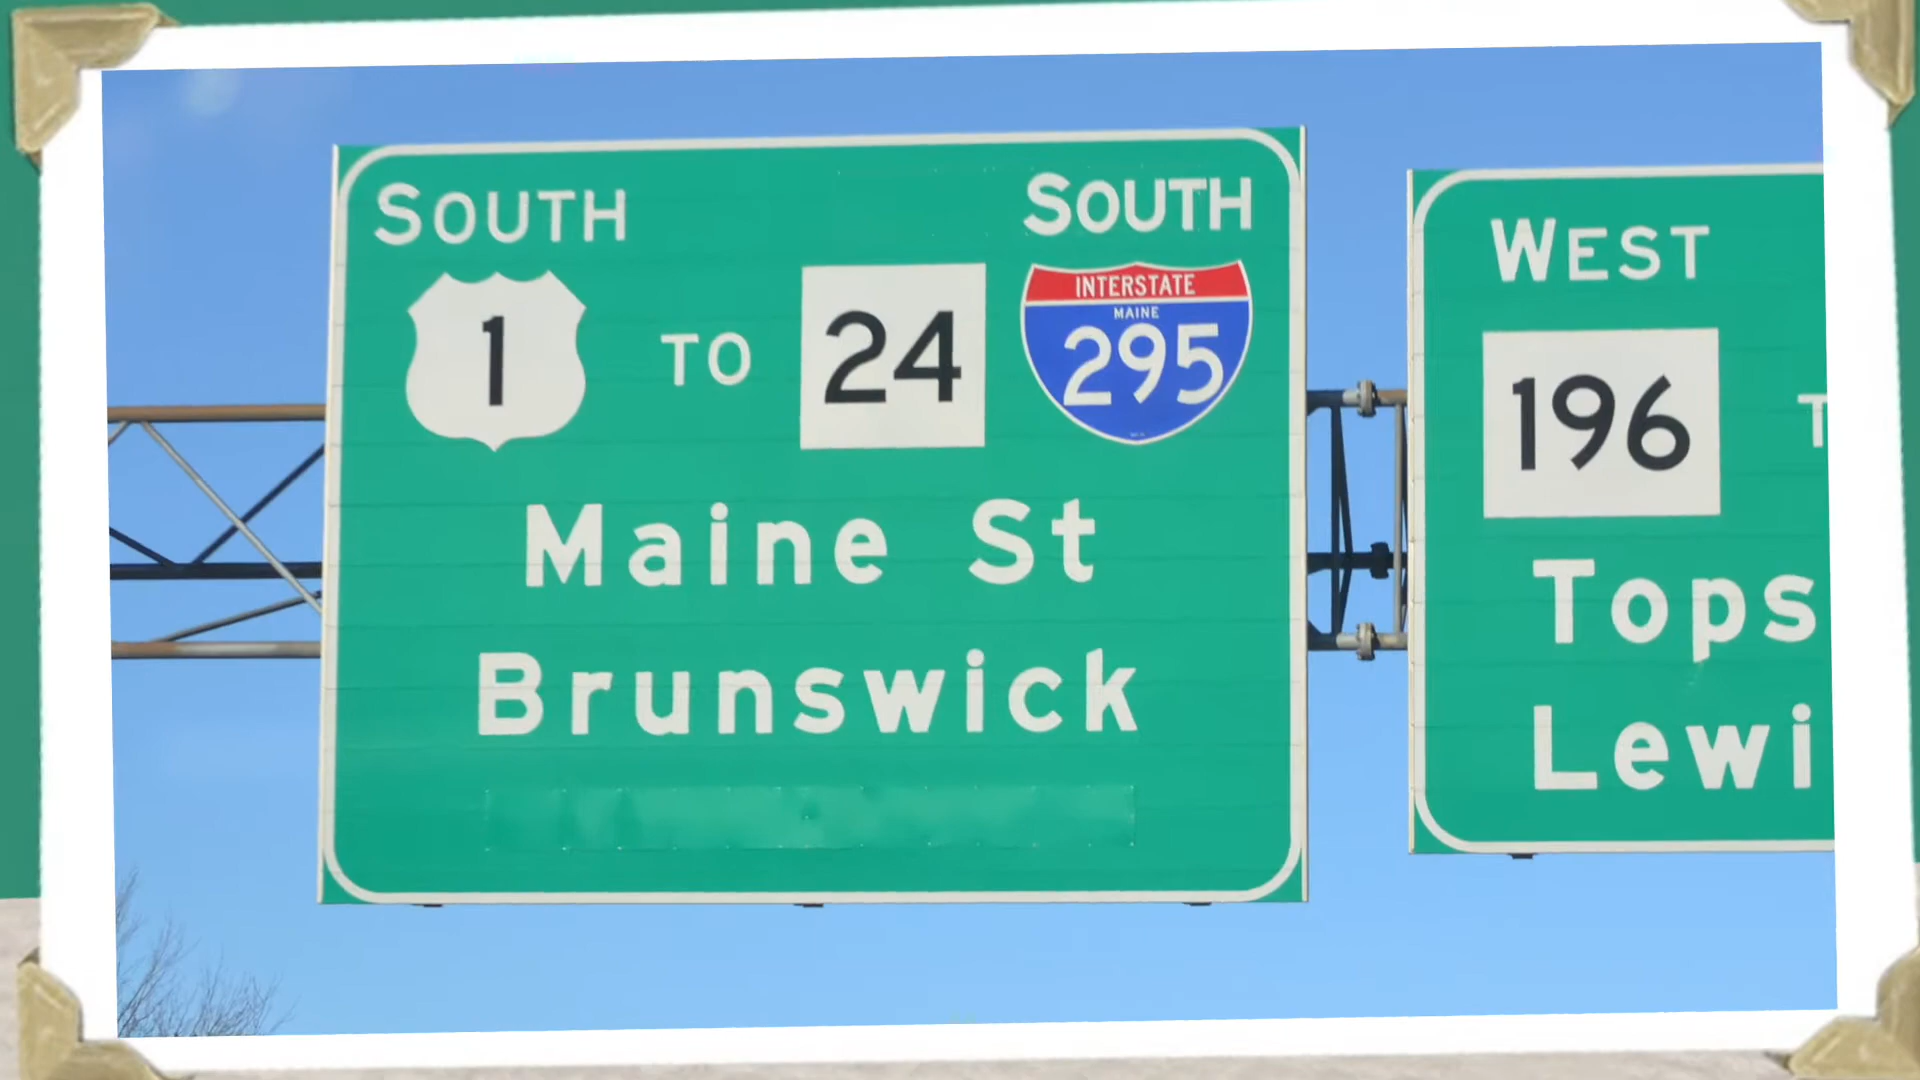 SOUTH SOUTH
1 TO 24 INTERSTATE MAINE 295
Maine St
Brunswick
WEST
196
Tops
Lewi